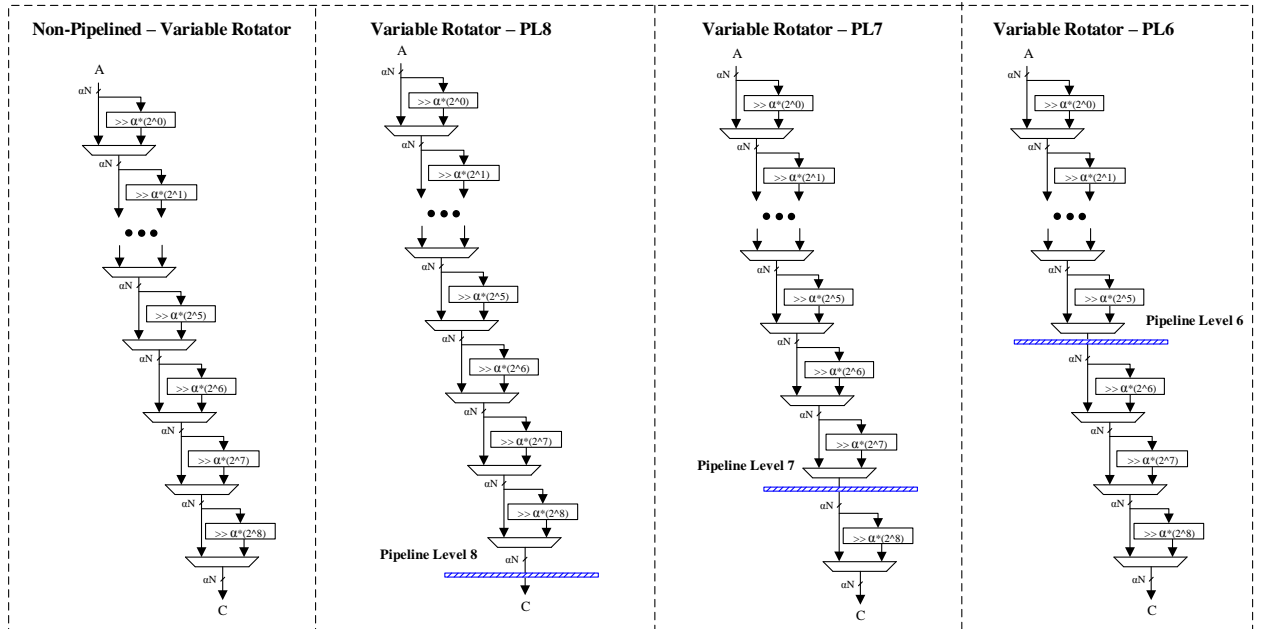 Non-Pipelined – Variable Rotator
A
αN
>> α*(2^0)
αN
>> α*(2^1)
αN
>> α*(2^5)
αN
>> α*(2^6)
αN
>> α*(2^7)
αN
>> α*(2^8)
αN
C
Variable Rotator – PL8
A
αN
>> α*(2^0)
αN
>> α*(2^1)
αN
>> α*(2^5)
αN
>> α*(2^6)
αN
>> α*(2^7)
αN
>> α*(2^8)
Pipeline Level 8
αN
C
Variable Rotator – PL7
A
αN
>> α*(2^0)
αN
>> α*(2^1)
αN
>> α*(2^5)
αN
>> α*(2^6)
αN
>> α*(2^7)
Pipeline Level 7
αN
>> α*(2^8)
αN
C
Variable Rotator – PL6
A
αN
>> α*(2^0)
αN
>> α*(2^1)
αN
>> α*(2^5)
Pipeline Level 6
αN
>> α*(2^6)
αN
>> α*(2^7)
αN
>> α*(2^8)
αN
C